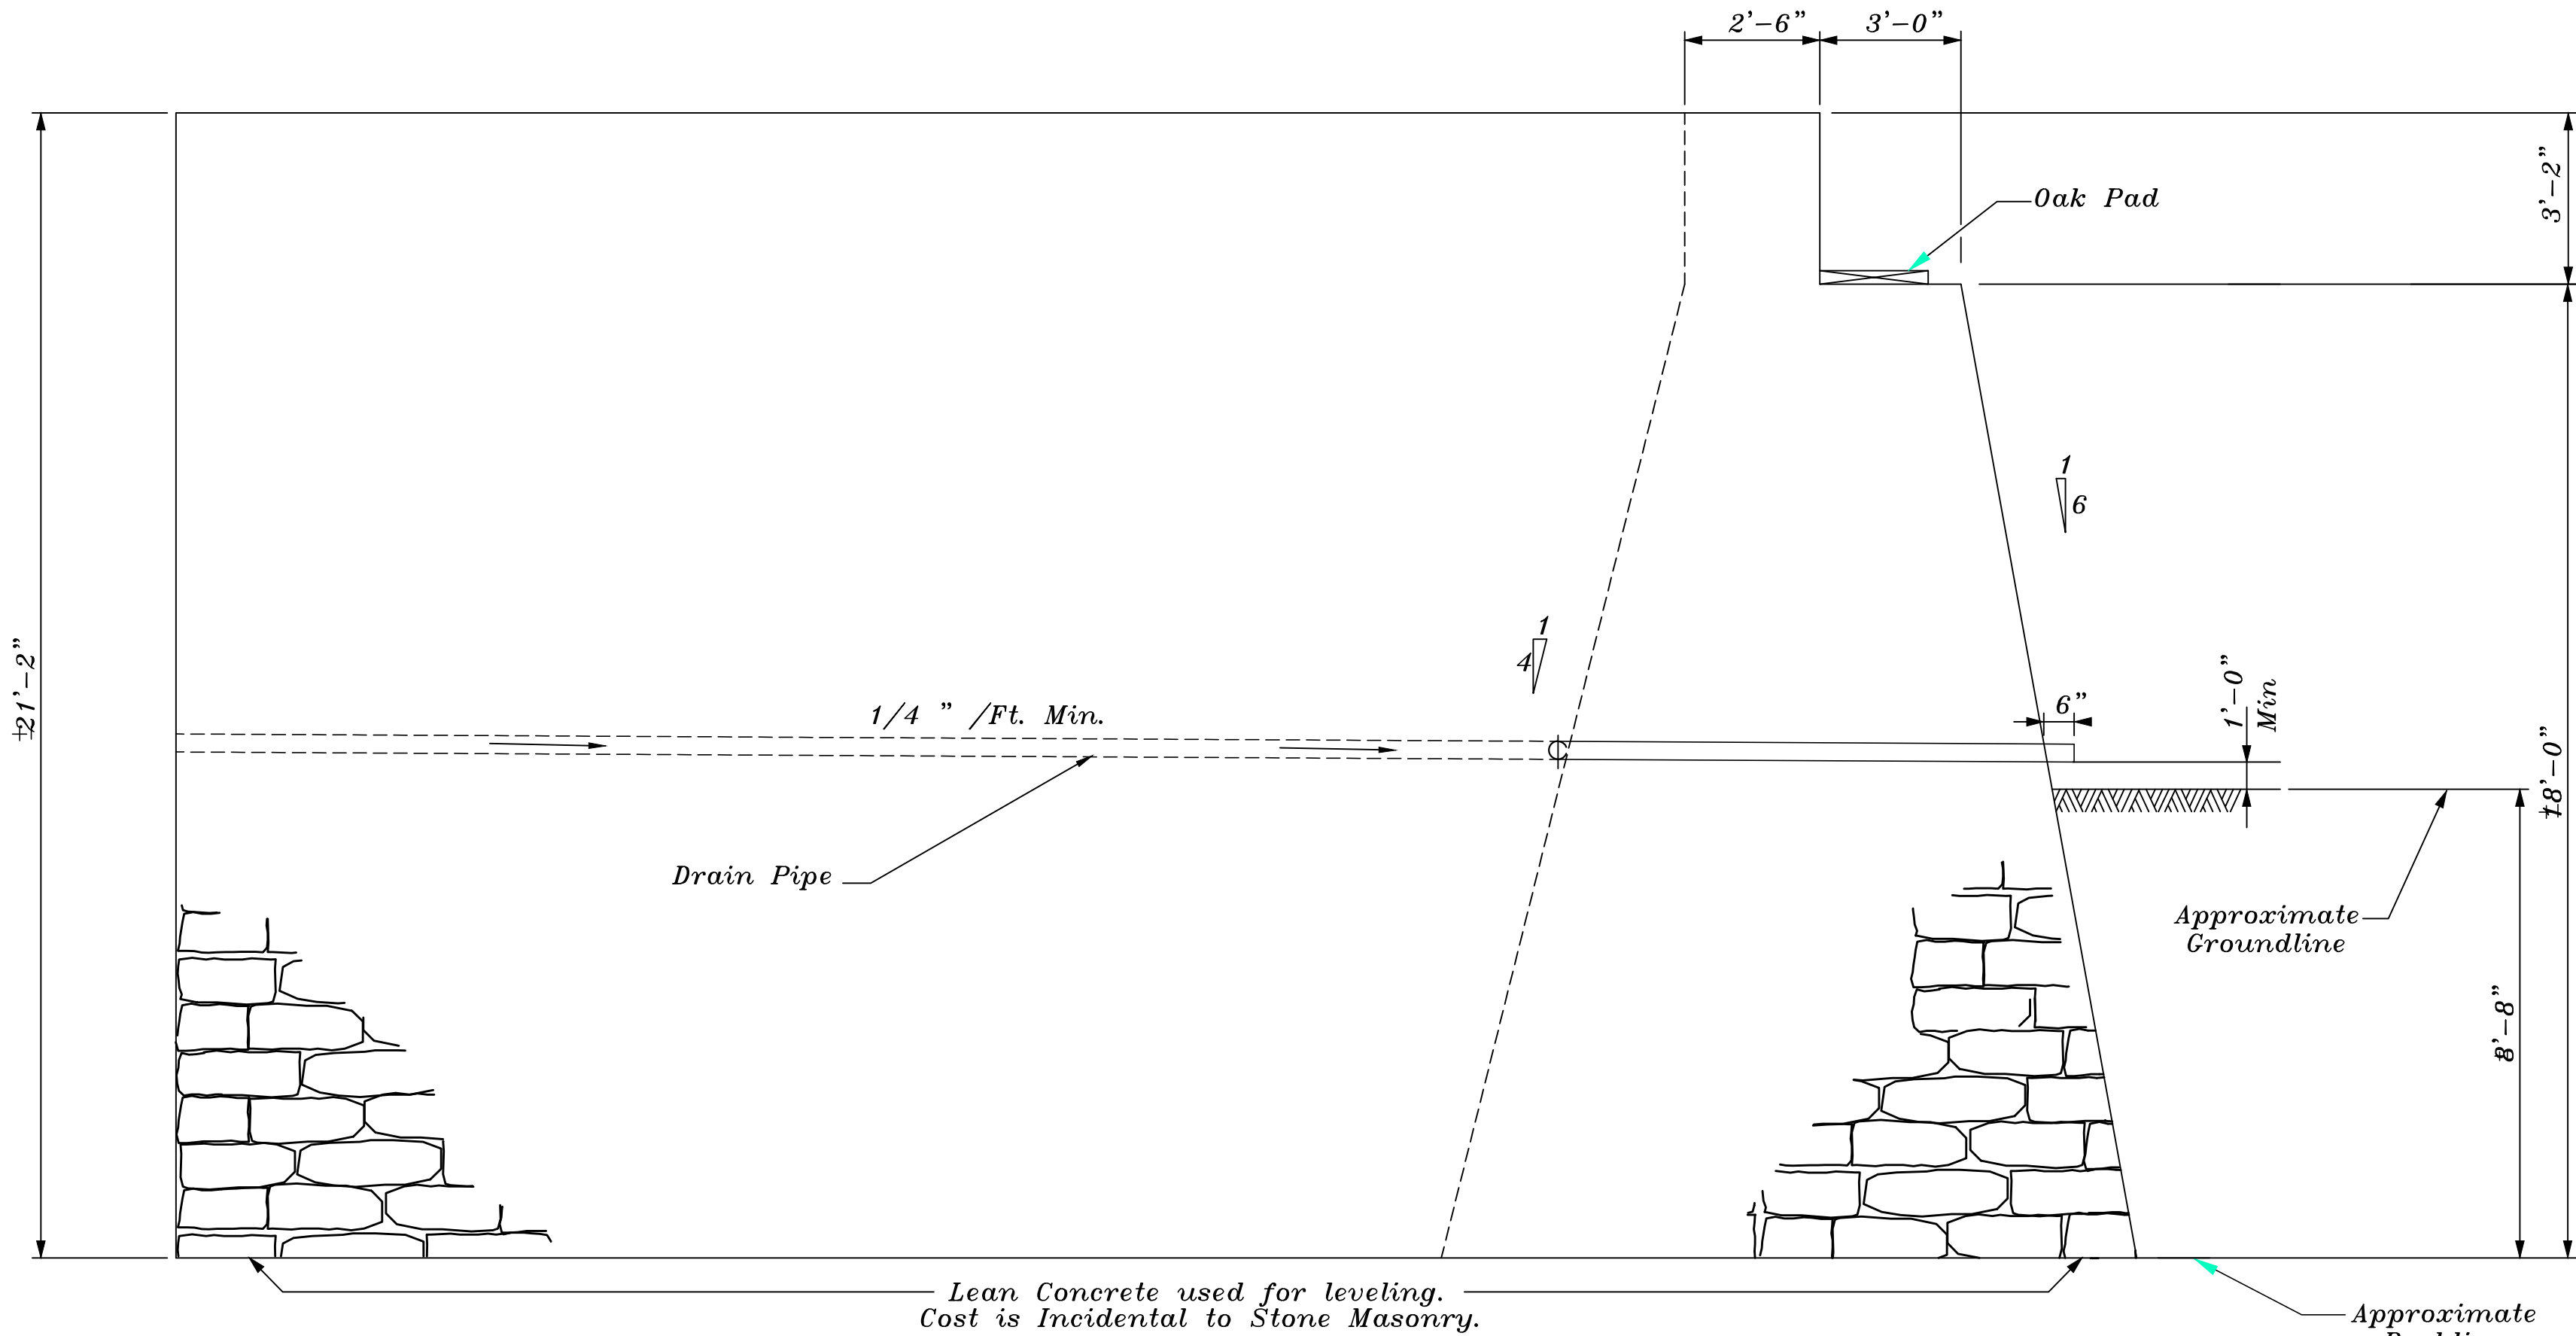 2'-6"
3'-0"
3'-2"
Oak Pad
1
6
1
4
±21'-2"
1/4 " /Ft. Min.
6"
1'-0"
Min
±18'-0"
Drain Pipe
Approximate
Groundline
±8'-8"
Lean Concrete used for leveling.
Cost is Incidental to Stone Masonry.
Approximate